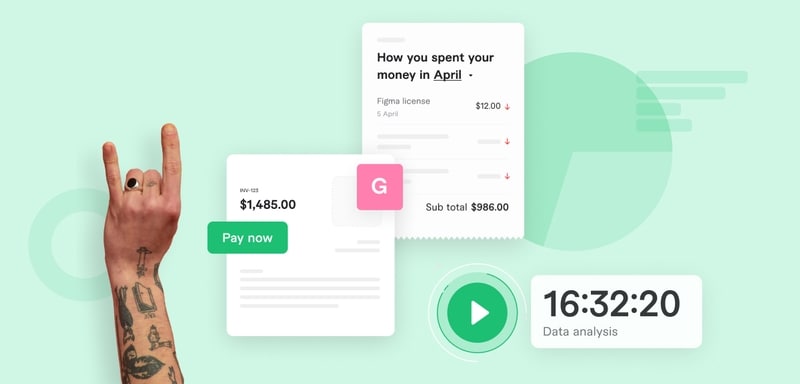 How you spent your
money in April
Figma license
$12.00
5 April
INV-123
$1,485.00
G
Sub total $986.00
Pay now
16:32:20
Data analysis